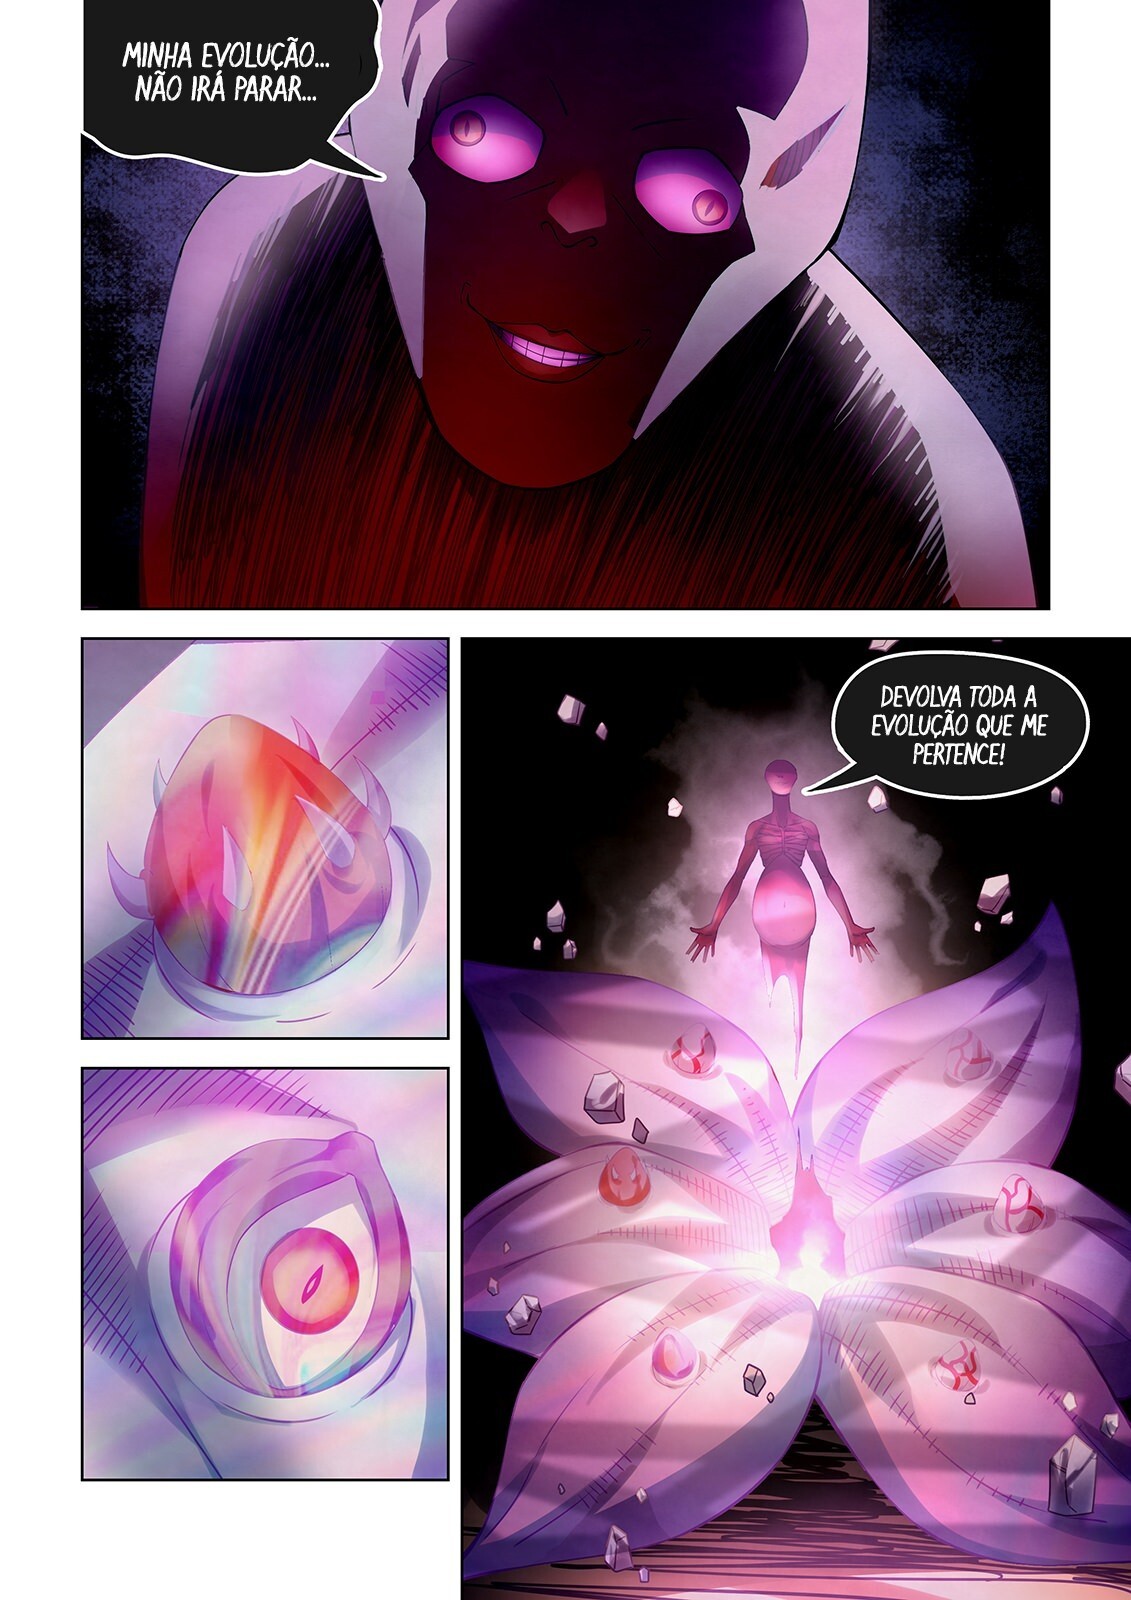 MINHA EVOLUÇÃO...
NÃO IRÁ PARAR...
DEVOLVA TODA A
EVOLUÇÃO QUE ME
PERTENCE!